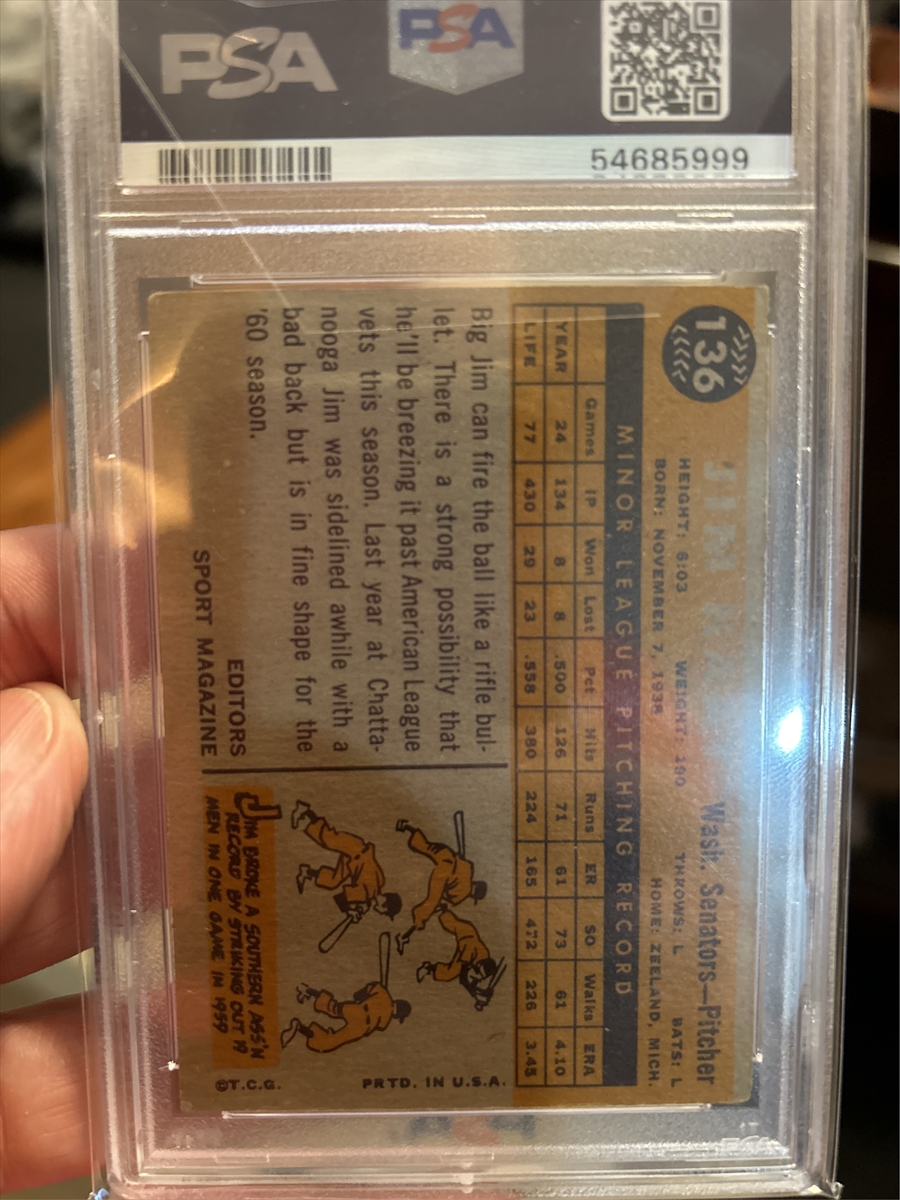 PSA
PSA
54685999
136
Wash. Senators—Pitcher
HEIGHT: 6:03 WEIGHT: 190 THROWS: L BATS: L
BORN: NOVEMBER 7, 1938 HOME: ZEELAND, MICH.
MINOR LEAGUE PITCHING RECORD
Games IP Won Lost Pct Hits Runs ER SO Walks ERA
YEAR 24 134 8 8 .500 126 71 61 73 61 4.10
LIFE 77 430 29 23 .558 380 224 165 472 226 3.45
Big Jim can fire the ball like a rifle bul-
let. There is a strong possibility that
he'll be breezing it past American League
vets this season. Last year at Chatta-
nooga Jim was sidelined awhile with a
bad back but is in fine shape for the
'60 season.
EDITORS
SPORT MAGAZINE
JIM BROKE A SOUTHERN ASS'N
RECORD BY STRIKING OUT 19
MEN IN ONE GAME IN 1959
©T.C.G. PRTD. IN U.S.A.